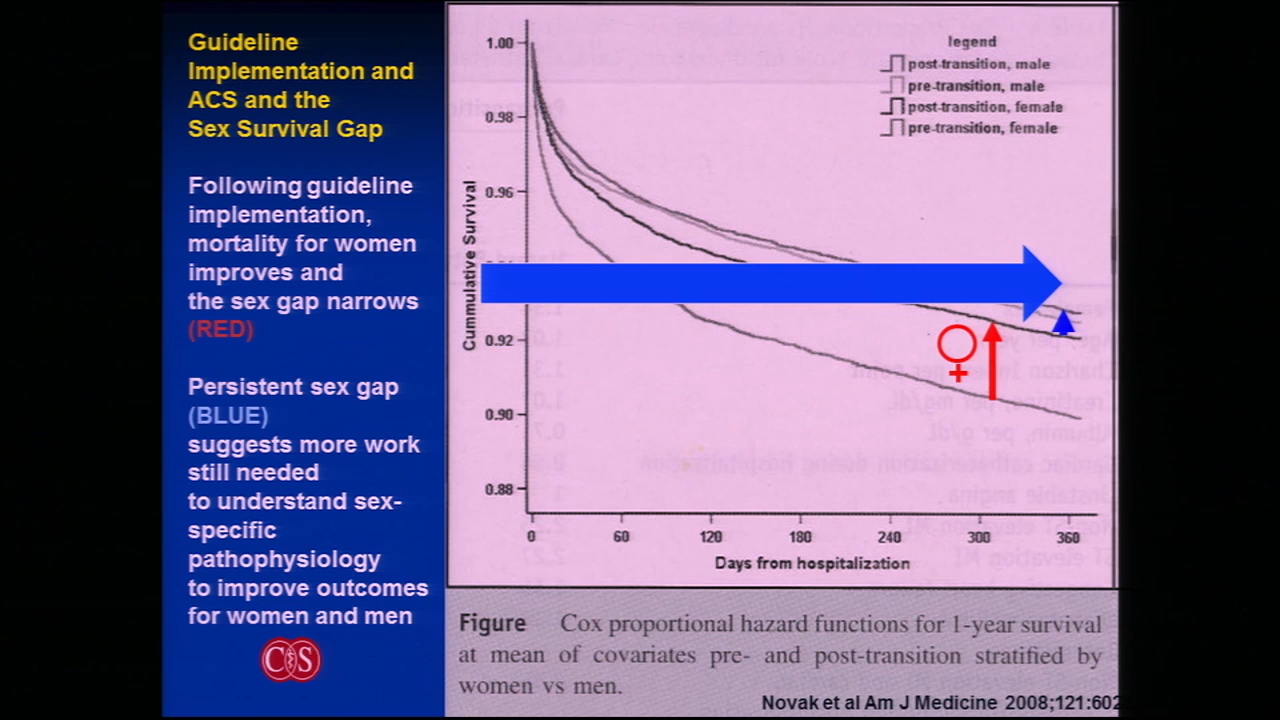 Guideline
Implementation and
ACS and the
Sex Survival Gap
Following guideline
implementation,
mortality for women
improves and
the sex gap narrows
(RED)
Persistent sex gap
(BLUE)
suggests more work
still needed
to understand sex-
specific
pathophysiology
to improve outcomes
for women and men
C S
legend
post-transition, male
pre-transition, male
post-transition, female
pre-transition, female
Cummulative Survival
1.00
0.98
0.96
0.92
0.90
0.88
0 60 120 180 240 300 360
Days from hospitalization
Figure Cox proportional hazard functions for 1-year survival
at mean of covariates pre- and post-transition stratified by
women vs men.
Novak et al Am J Medicine 2008;121:602